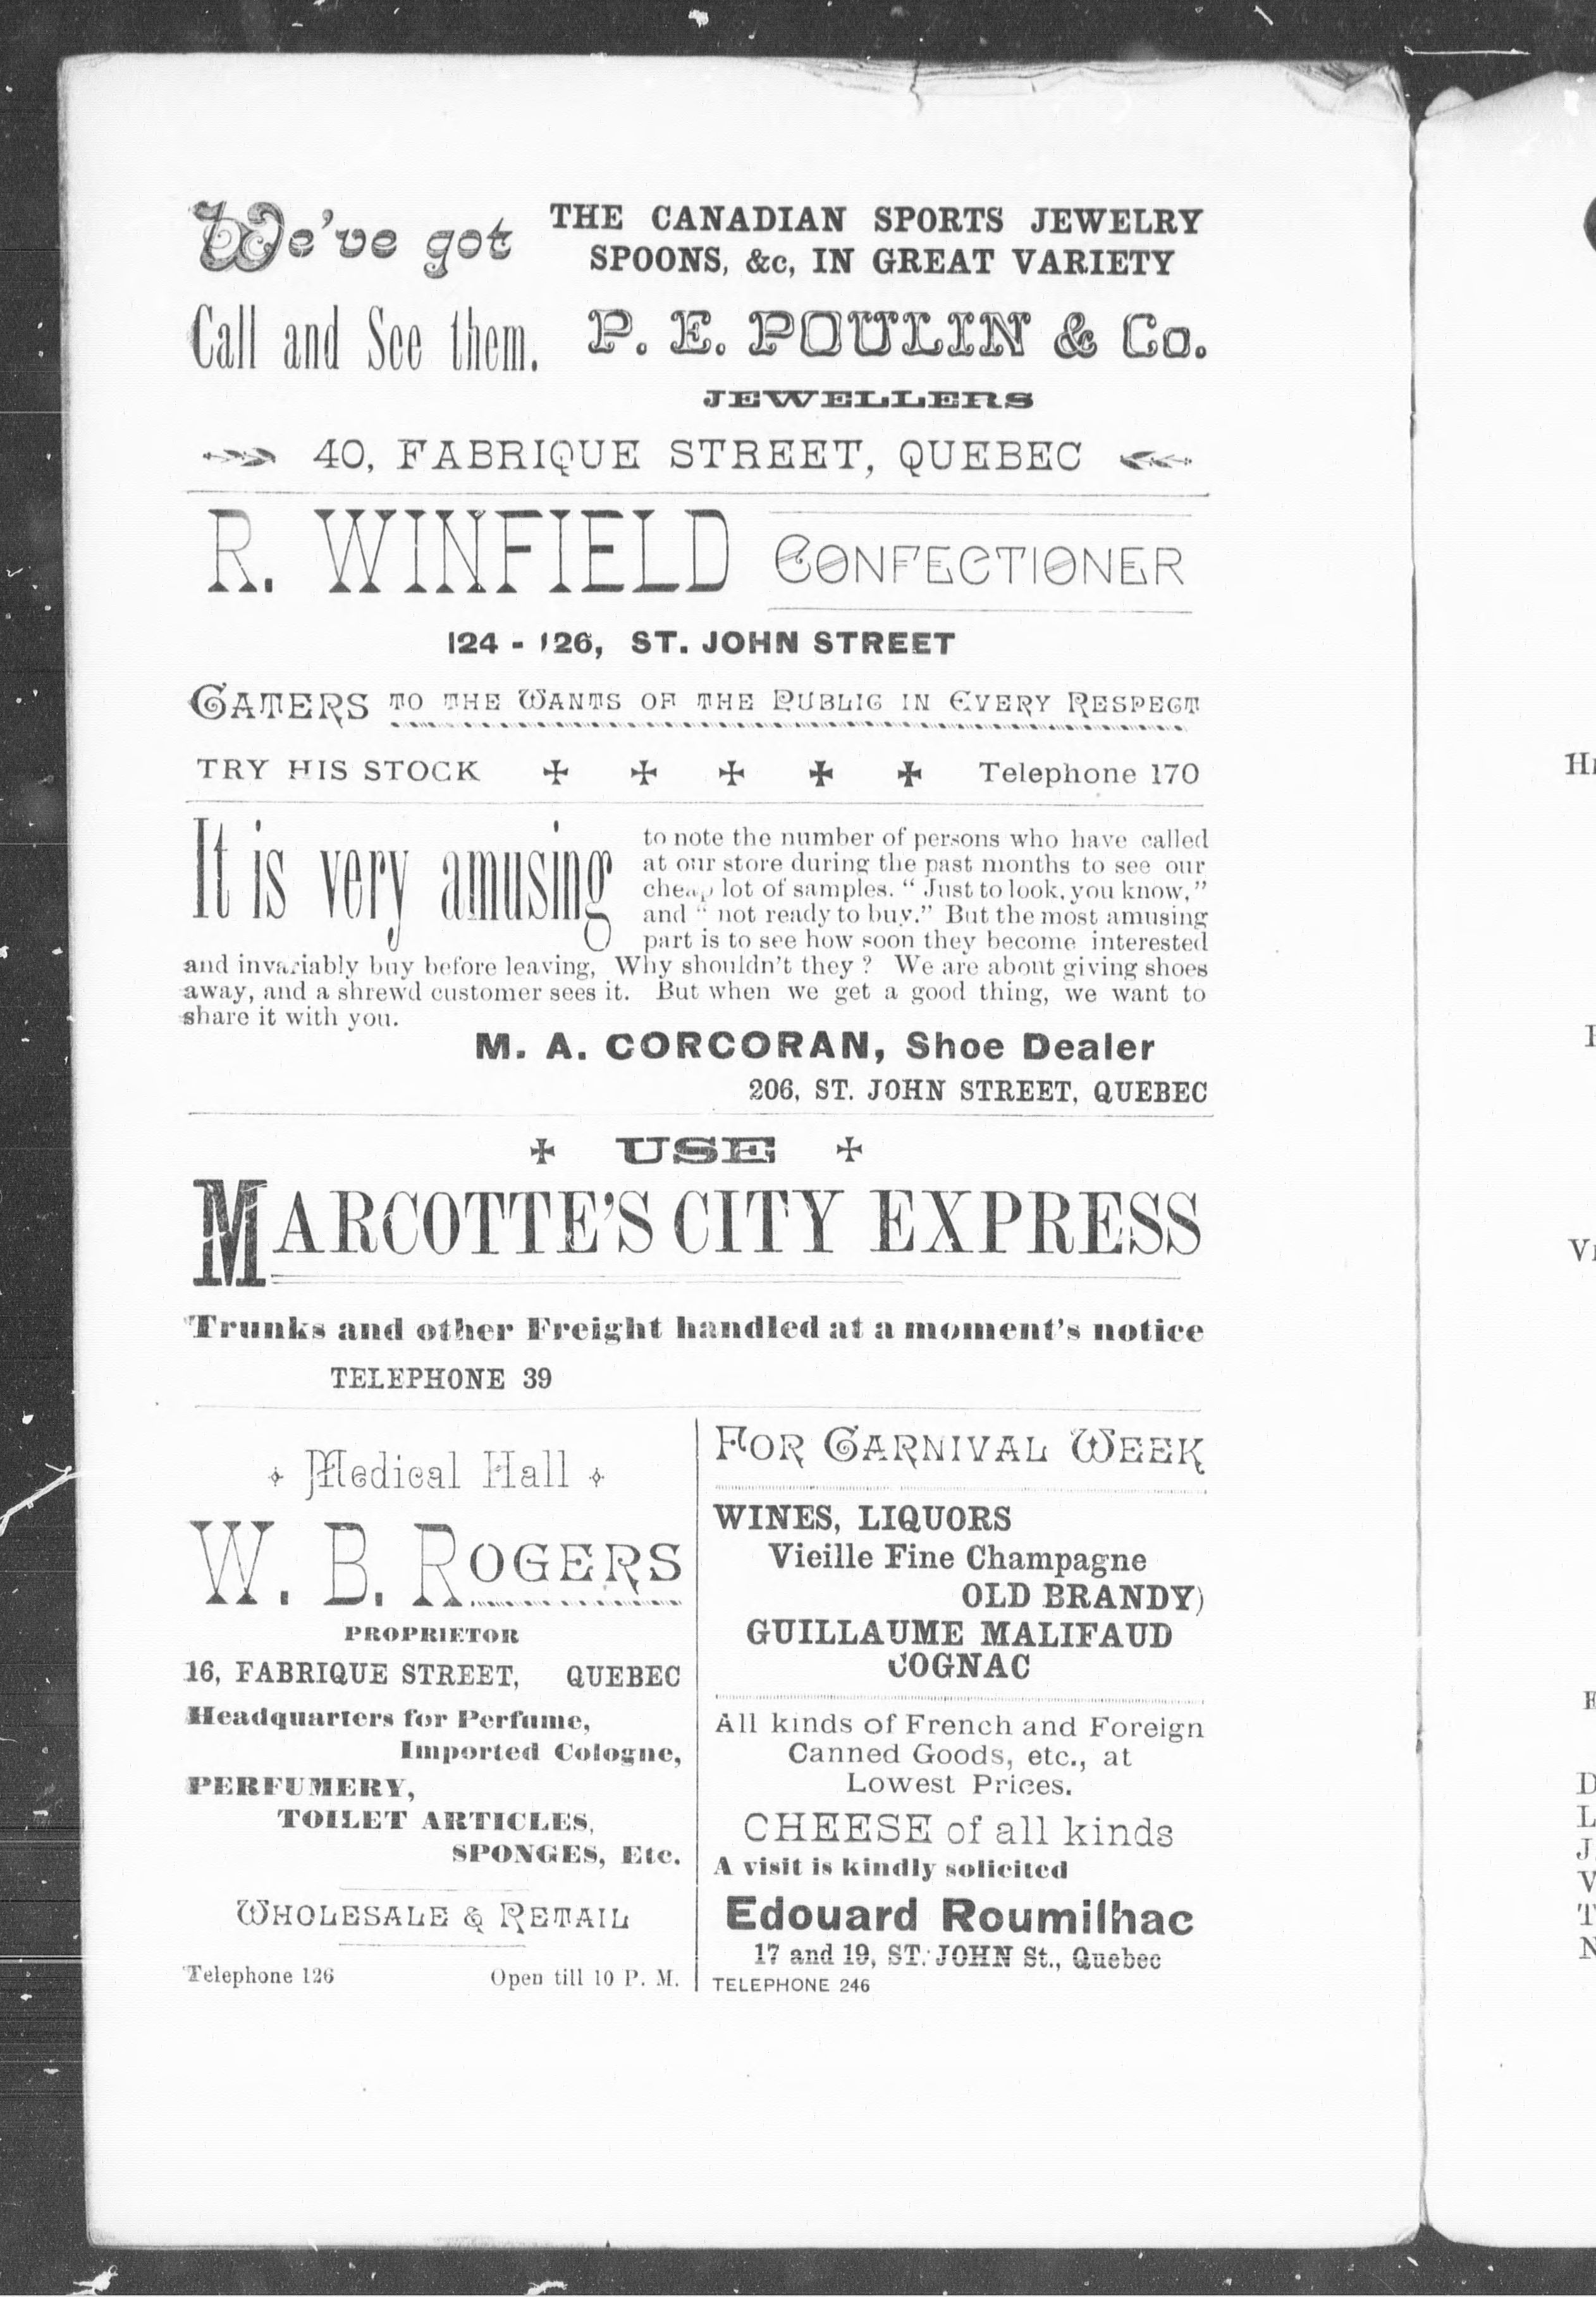 We've got THE CANADIAN SPORTS JEWELRY
SPOONS, &c, IN GREAT VARIETY
Call and See them. P. E. POULIN & Co.
JEWELLERS
40, FABRIQUE STREET, QUEBEC
R. WINFIELD CONFECTIONER
124 - 126, ST. JOHN STREET
CATERS TO THE WANTS OF THE PUBLIC IN EVERY RESPECT
TRY HIS STOCK Telephone 170
It is very amusing to note the number of persons who have called
at our store during the past months to see our
cheap lot of samples. “ Just to look, you know, ”
and “ not ready to buy.” But the most amusing
part is to see how soon they become interested
and invariably buy before leaving, Why shouldn't they ? We are about giving shoes
away, and a shrewd customer sees it. But when we get a good thing, we want to
share it with you.
M. A. CORCORAN, Shoe Dealer
206, ST. JOHN STREET, QUEBEC
USE
MARCOTTE'S CITY EXPRESS
Trunks and other Freight handled at a moment's notice
TELEPHONE 39
Medical Hall
W. B. ROGERS
PROPRIETOR
16, FABRIQUE STREET, QUEBEC
Headquarters for Perfume,
Imported Cologne,
PERFUMERY,
TOILET ARTICLES,
SPONGES, Etc.
WHOLESALE & RETAIL
Telephone 126 Open till 10 P. M.
FOR CARNIVAL WEEK
WINES, LIQUORS
Vieille Fine Champagne
OLD BRANDY)
GUILLAUME MALIFAUD
COGNAC
All kinds of French and Foreign
Canned Goods, etc., at
Lowest Prices.
CHEESE of all kinds
A visit is kindly solicited
Edouard Roumilhac
17 and 19, ST. JOHN St., Quebec
TELEPHONE 246